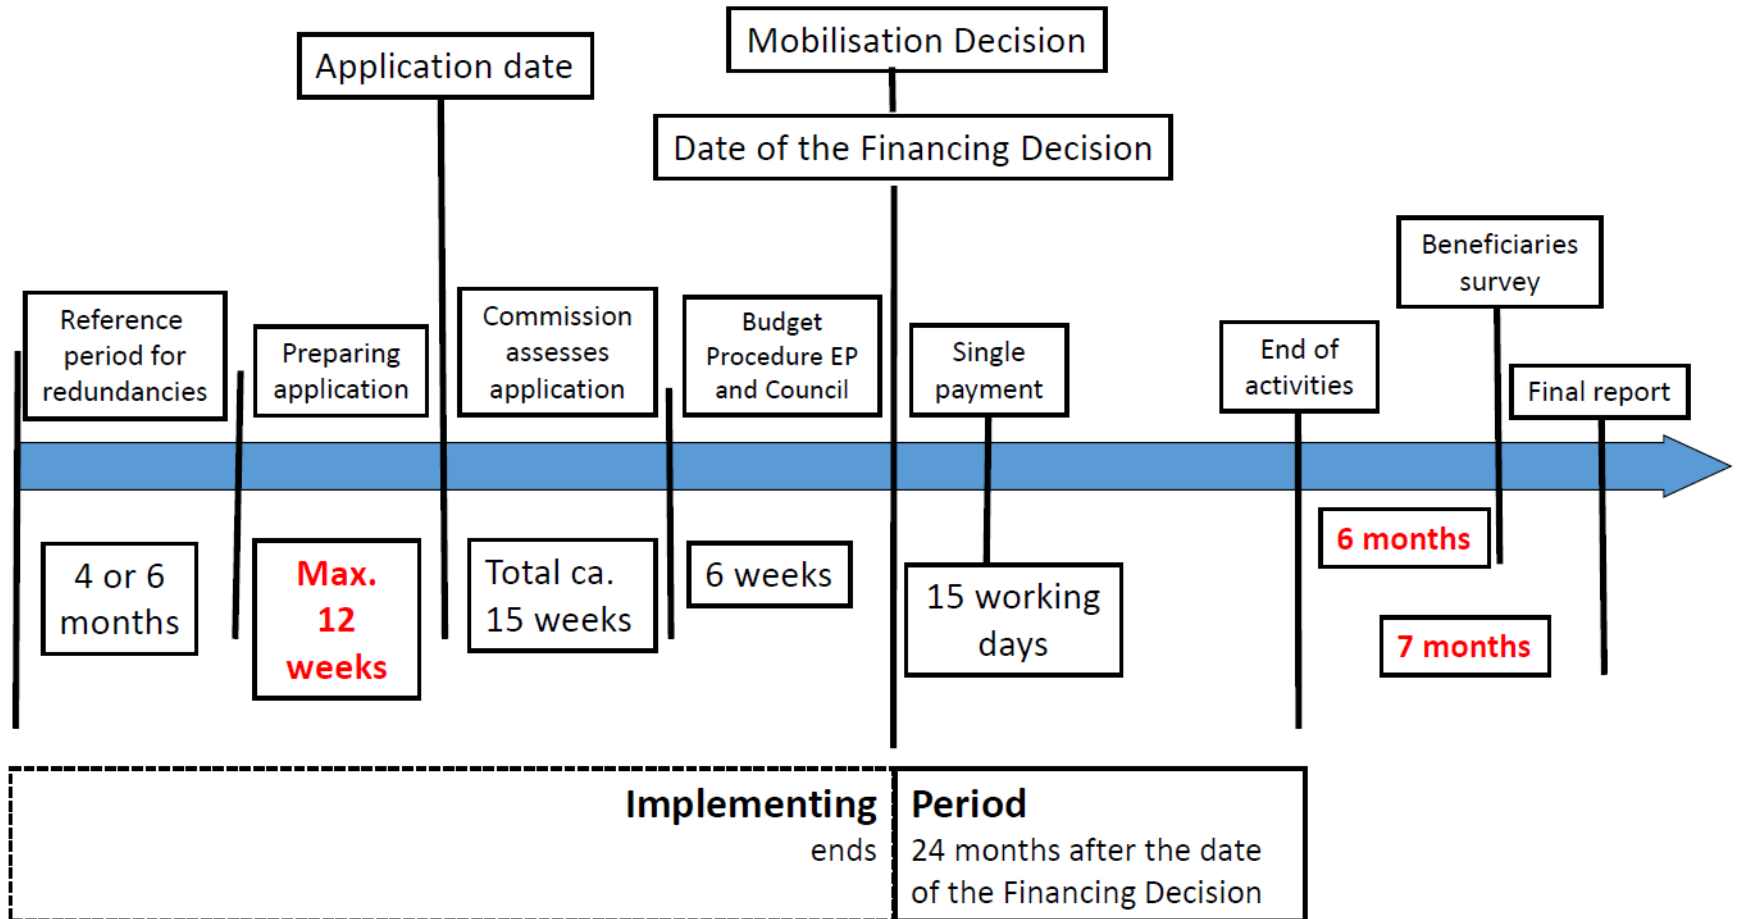 Mobilisation Decision
Application date
Date of the Financing Decision
Beneficiaries
survey
Reference
period for
redundancies
Preparing
application
Commission
assesses
application
Budget
Procedure EP
and Council
Single
payment
End of
activities
Final report
4 or 6
months
Max.
12
weeks
Total ca.
15 weeks
6 weeks
15 working
days
6 months
7 months
Implementing Period
ends 24 months after the date
of the Financing Decision